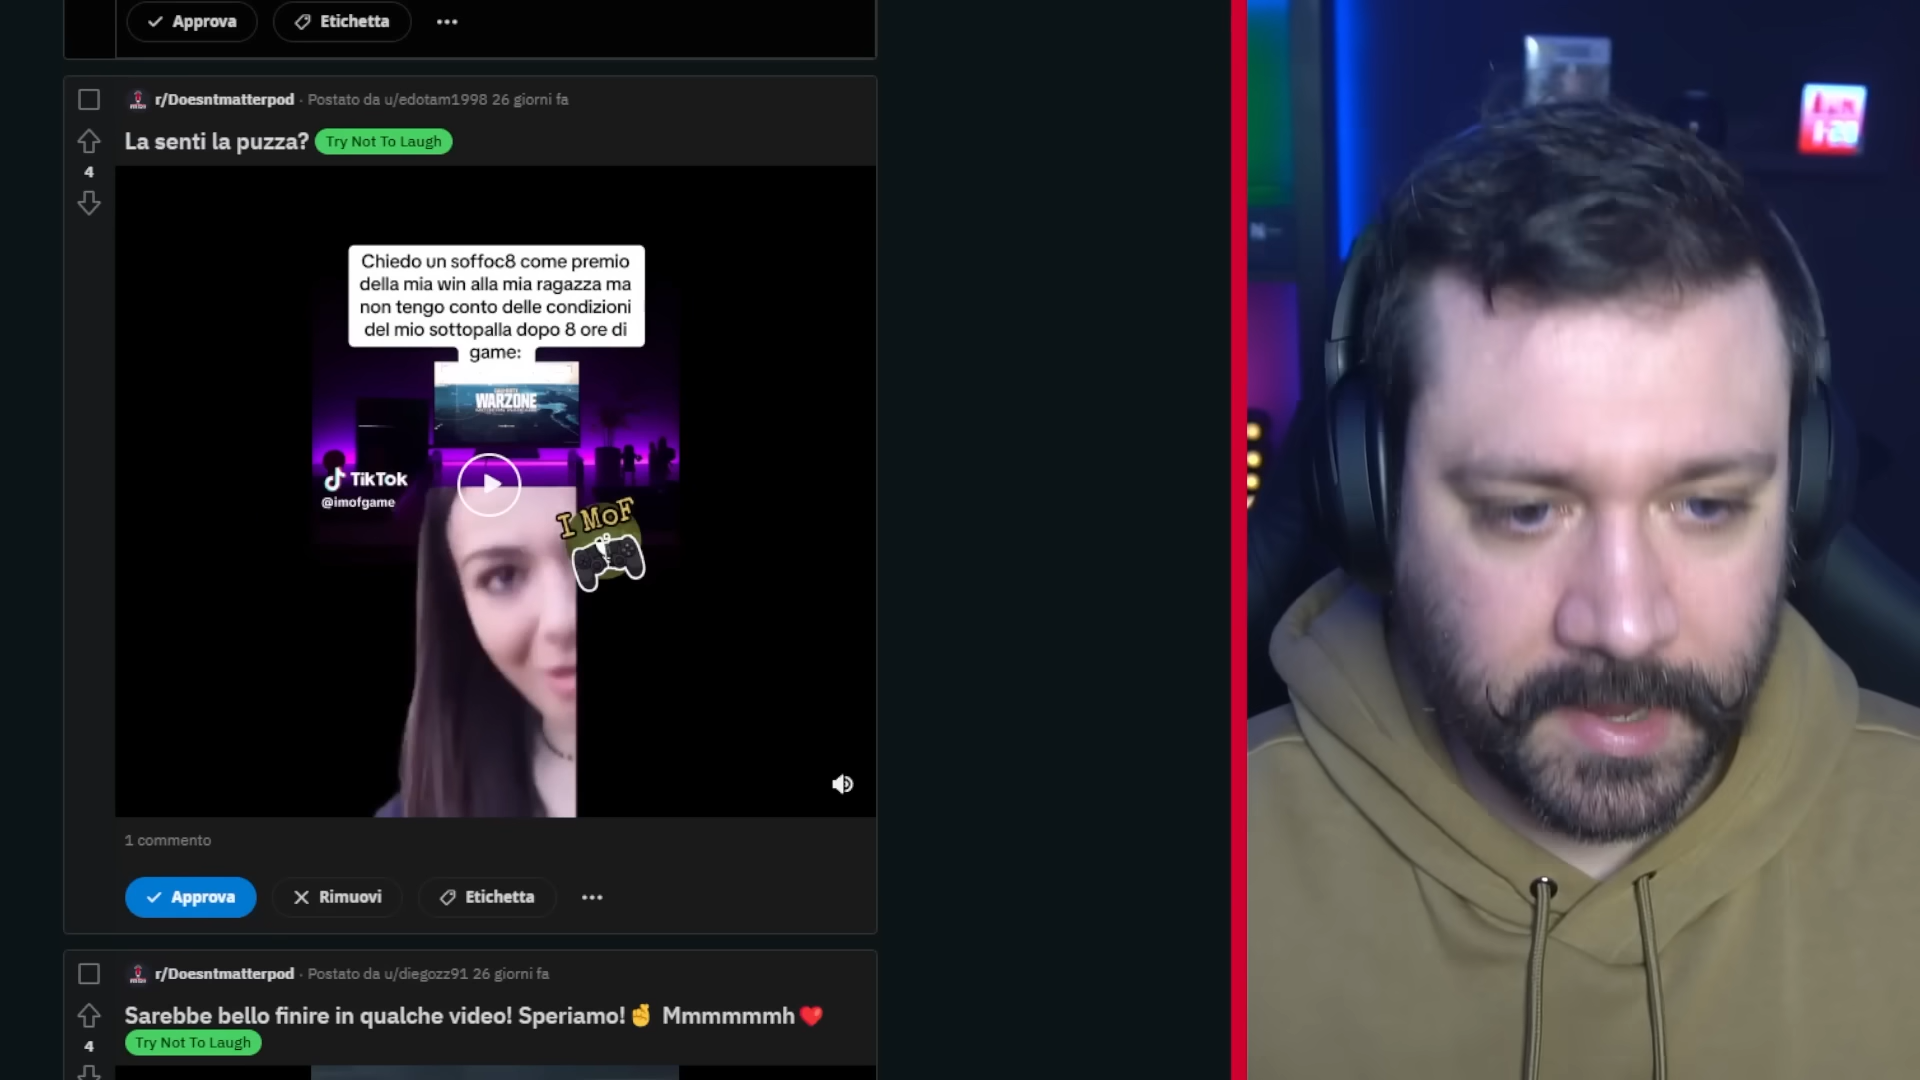 Approva
Etichetta
r/Doesntmatterpod · Postato da u/edotam1998 26 giorni fa
La senti la puzza? Try Not To Laugh
4
Chiedo un soffoc8 come premio
della mia win alla mia ragazza ma
non tengo conto delle condizioni
del mio sottopalla dopo 8 ore di
game:
WARZONE
TikTok
@imofgame
I MoF
1 commento
Approva
Rimuovi
Etichetta
r/Doesntmatterpod · Postato da u/diegozz91 26 giorni fa
Sarebbe bello finire in qualche video! Speriamo!🤞 Mmmmmmh❤️
Try Not To Laugh
4